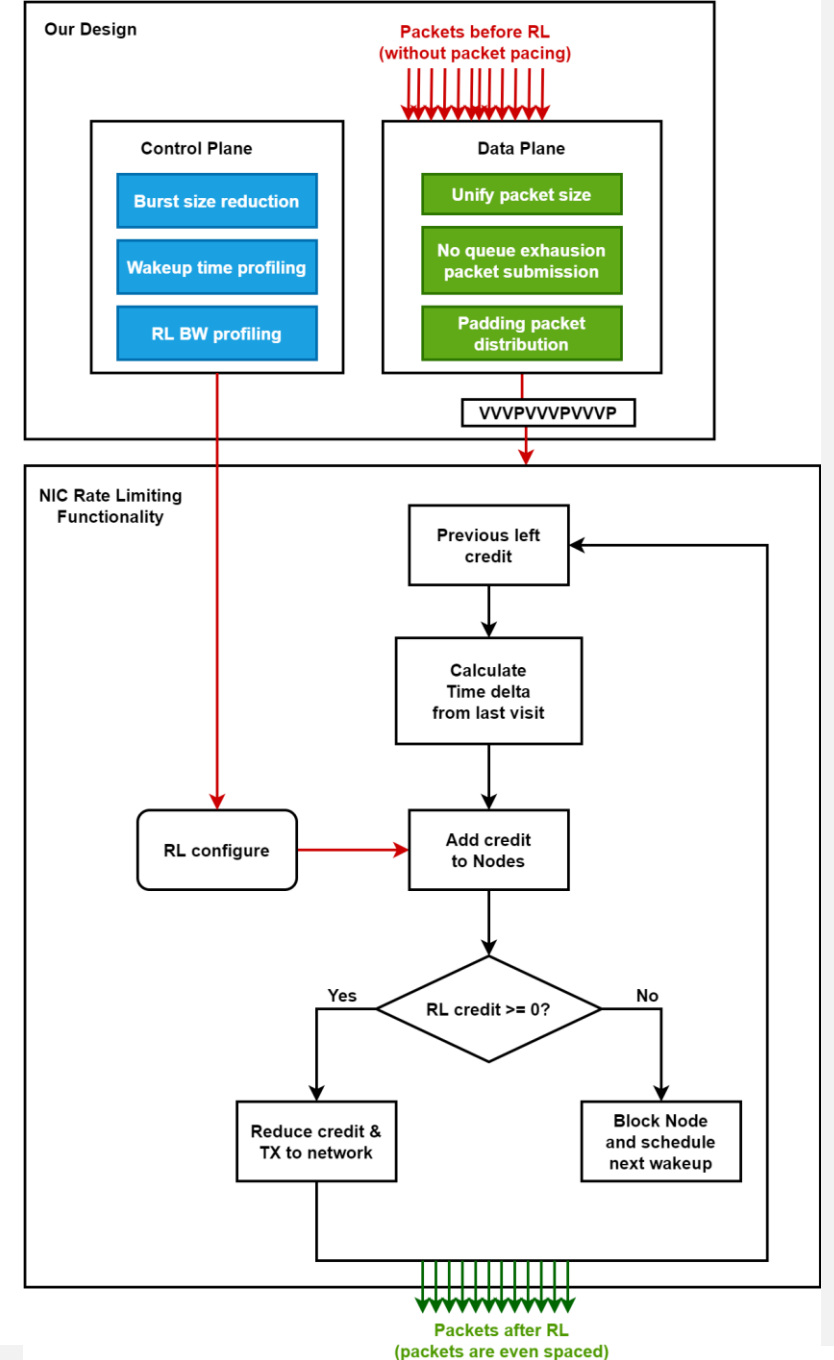 Our Design
Packets before RL
(without packet pacing)
Control Plane
Burst size reduction
Wakeup time profiling
RL BW profiling
Data Plane
Unify packet size
No queue exhausion
packet submission
Padding packet
distribution
VVVPVVVPVVVP
NIC Rate Limiting
Functionality
Previous left
credit
Calculate
Time delta
from last visit
RL configure
Add credit
to Nodes
RL credit >= 0?
Yes
No
Reduce credit &
TX to network
Block Node
and schedule
next wakeup
Packets after RL
(packets are even spaced)